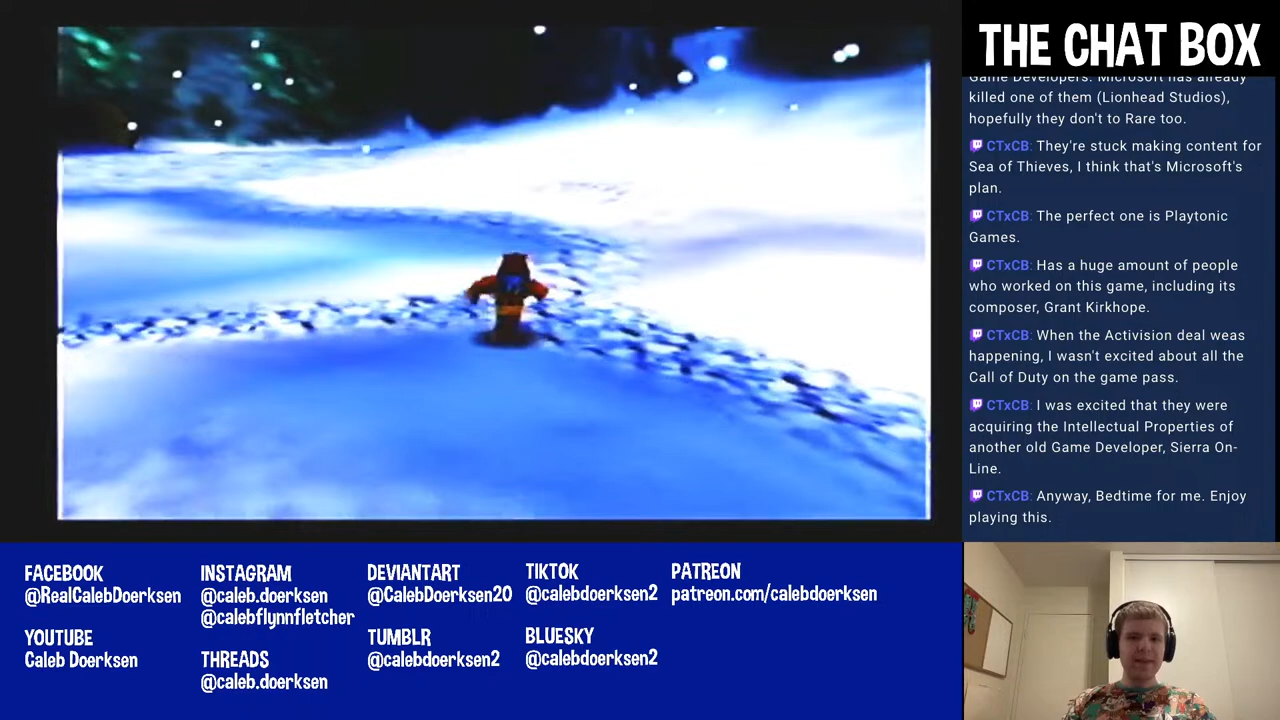 THE CHAT BOX
Game Developers. Microsoft has already
killed one of them (Lionhead Studios),
hopefully they don't to Rare too.
CTxCB: They're stuck making content for
Sea of Thieves, I think that's Microsoft's
plan.
CTxCB: The perfect one is Playtonic
Games.
CTxCB: Has a huge amount of people
who worked on this game, including its
composer, Grant Kirkhope.
CTxCB: When the Activision deal weas
happening, I wasn't excited about all the
Call of Duty on the game pass.
CTxCB: I was excited that they were
acquiring the Intellectual Properties of
another old Game Developer, Sierra On-
Line.
CTxCB: Anyway, Bedtime for me. Enjoy
playing this.
FACEBOOK
@RealCalebDoerksen
YOUTUBE
Caleb Doerksen
INSTAGRAM
@caleb.doerksen
@calebflynnfletcher
THREADS
@caleb.doerksen
DEVIANTART
@CalebDoerksen20
TUMBLR
@calebdoerksen2
TIKTOK
@calebdoerksen2
BLUESKY
@calebdoerksen2
PATREON
patreon.com/calebdoerksen